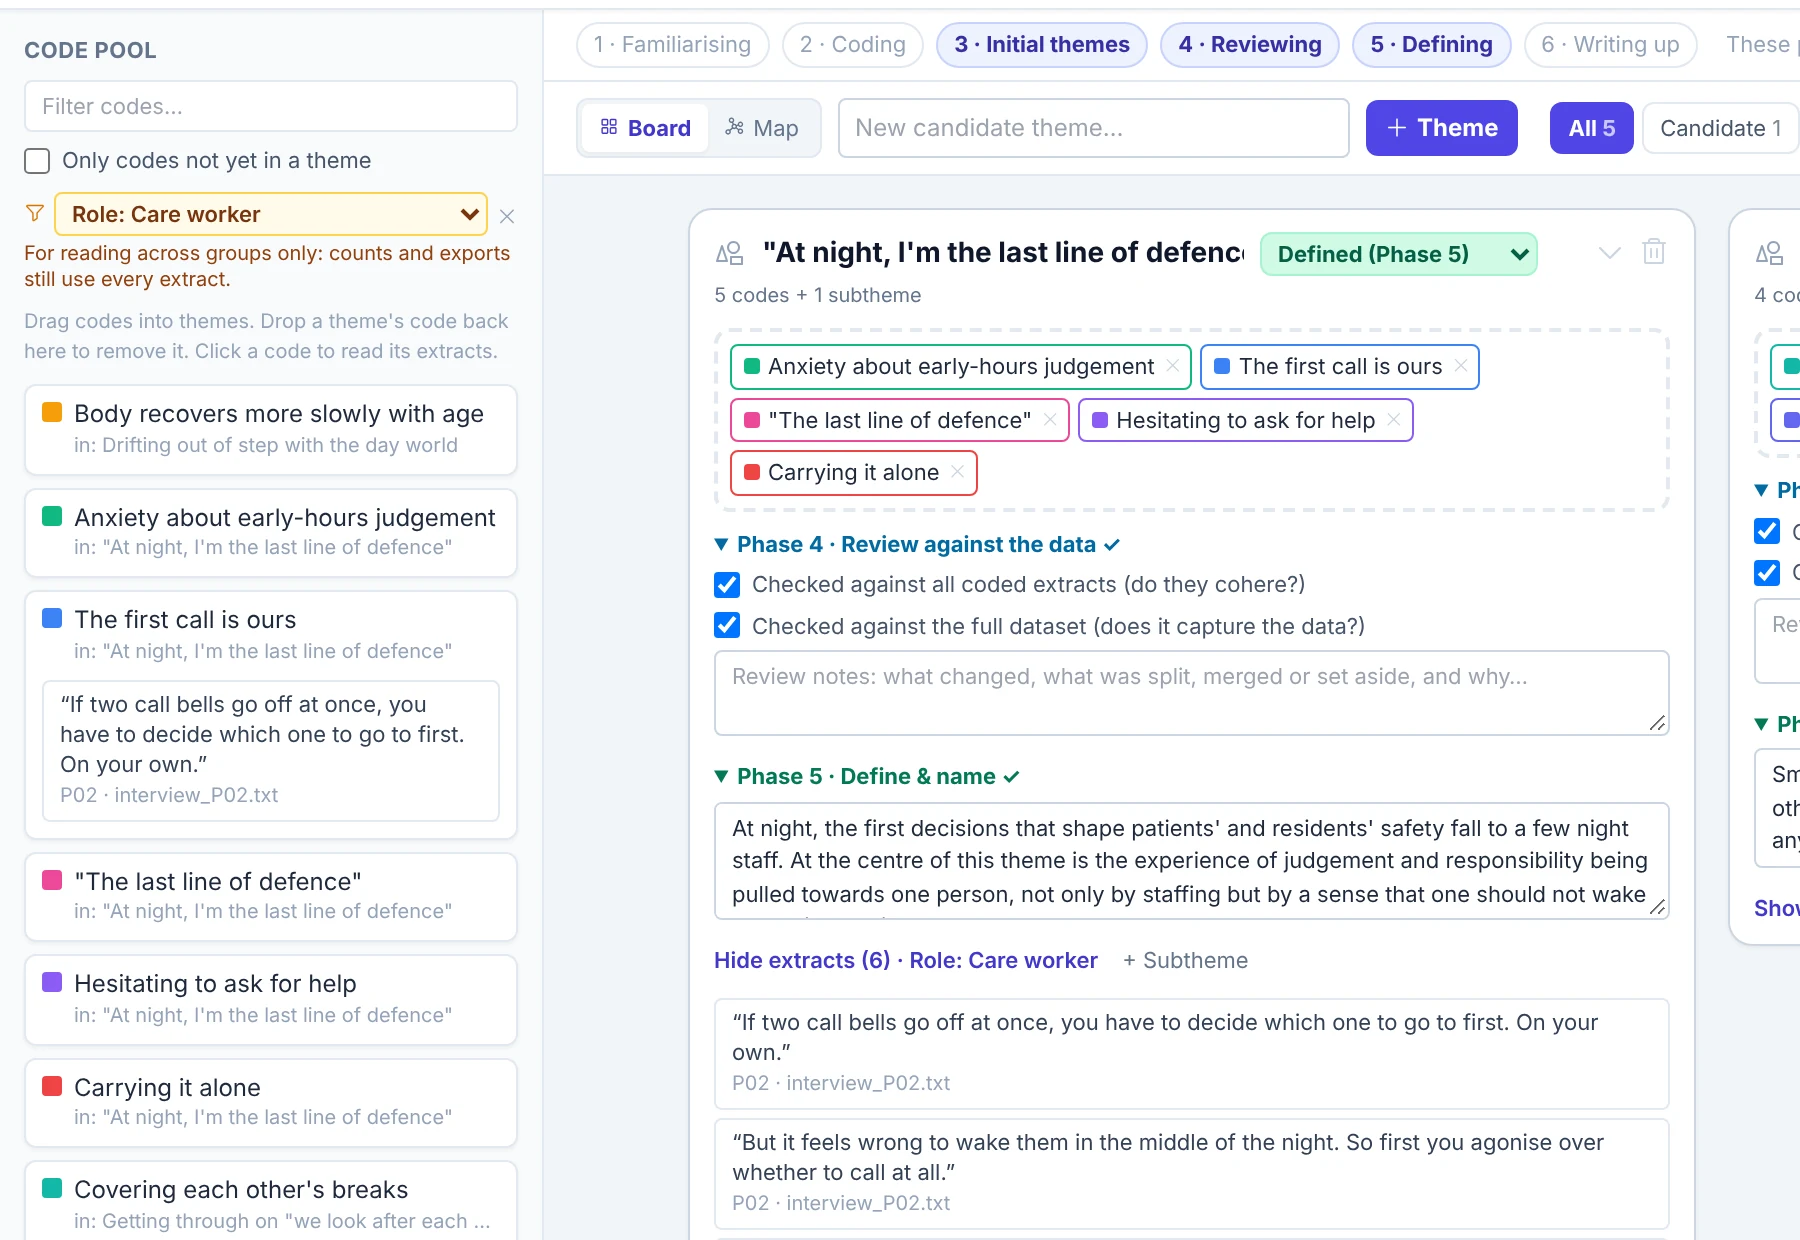 CODE POOL
Filter codes...
Only codes not yet in a theme
Role: Care worker
For reading across groups only: counts and exports
still use every extract.
Drag codes into themes. Drop a theme's code back
here to remove it. Click a code to read its extracts.
Body recovers more slowly with age
in: Drifting out of step with the day world
Anxiety about early-hours judgement
in: "At night, I'm the last line of defence"
The first call is ours
in: "At night, I'm the last line of defence"
“If two call bells go off at once, you
have to decide which one to go to first.
On your own.”
P02 · interview_P02.txt
"The last line of defence"
in: "At night, I'm the last line of defence"
Hesitating to ask for help
in: "At night, I'm the last line of defence"
Carrying it alone
in: "At night, I'm the last line of defence"
Covering each other's breaks
in: Getting through on "we look after each ...
1 · Familiarising
2 · Coding
3 · Initial themes
4 · Reviewing
5 · Defining
6 · Writing up
These
Board
Map
New candidate theme...
+ Theme
All 5
Candidate 1
"At night, I'm the last line of defenc
Defined (Phase 5)
5 codes + 1 subtheme
Anxiety about early-hours judgement ×
The first call is ours ×
"The last line of defence" ×
Hesitating to ask for help ×
Carrying it alone ×
▼ Phase 4 · Review against the data ✓
Checked against all coded extracts (do they cohere?)
Checked against the full dataset (does it capture the data?)
Review notes: what changed, what was split, merged or set aside, and why...
▼ Phase 5 · Define & name ✓
At night, the first decisions that shape patients' and residents' safety fall to a few night
staff. At the centre of this theme is the experience of judgement and responsibility being
pulled towards one person, not only by staffing but by a sense that one should not wake
Hide extracts (6) · Role: Care worker
+ Subtheme
“If two call bells go off at once, you have to decide which one to go to first. On your
own.”
P02 · interview_P02.txt
“But it feels wrong to wake them in the middle of the night. So first you agonise over
whether to call at all.”
P02 · interview_P02.txt
4 co
▼ Ph
▼ Ph
Sm
oth
any
Show